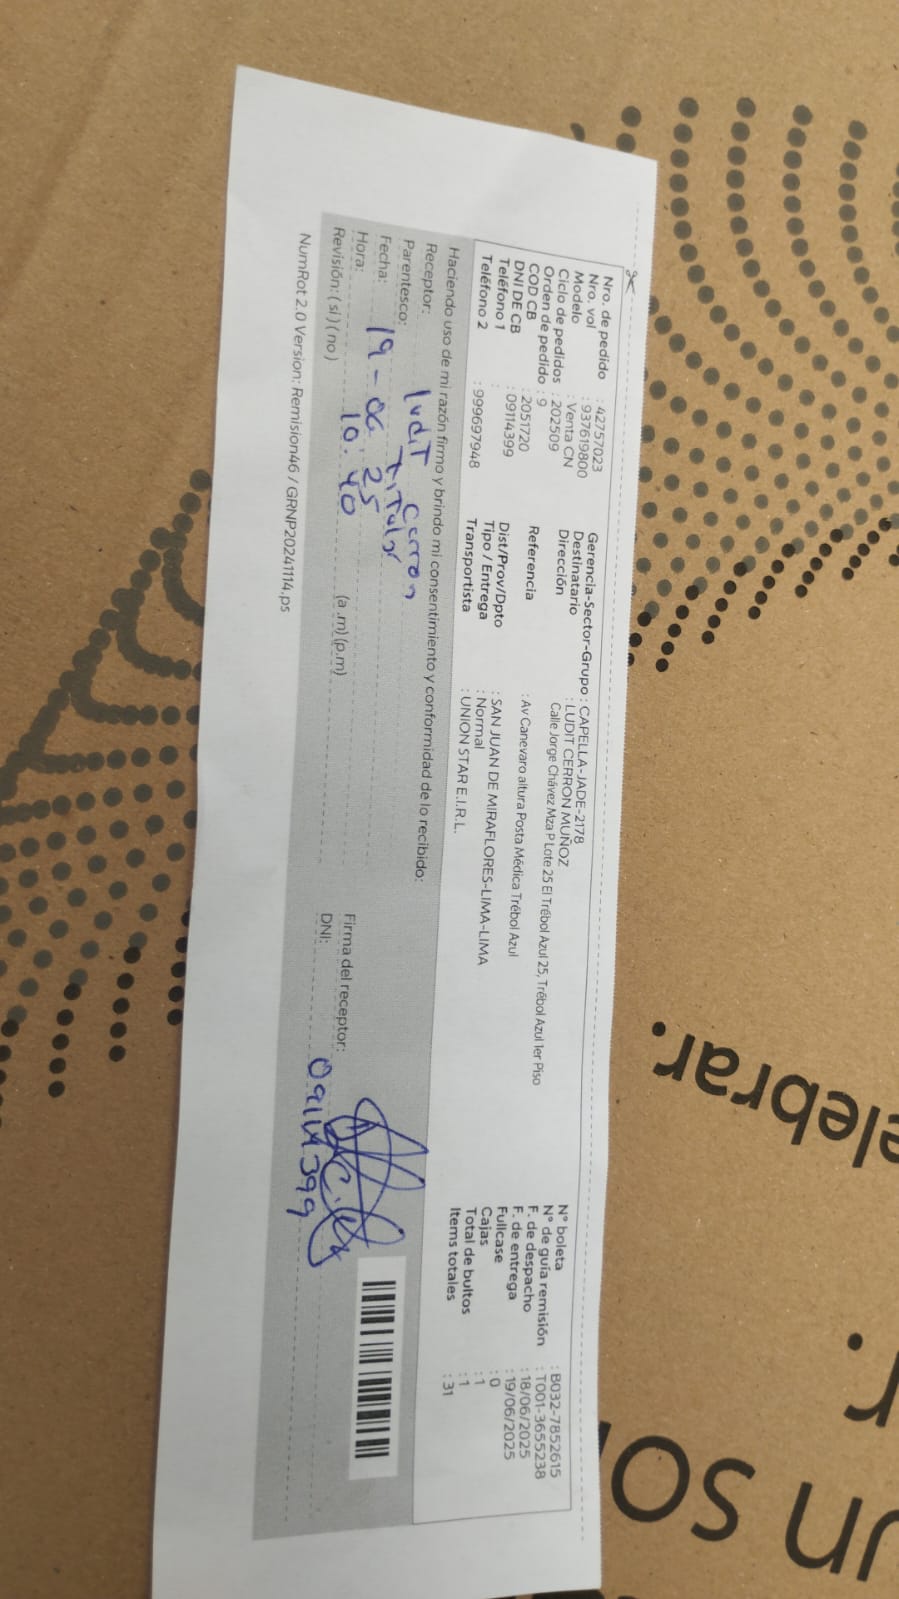 Nro. de pedido : 42757023
Nro. vol : 937619800
Modelo : Venta CN
Ciclo de pedidos : 202509
Orden de pedido : 9
COD CB : 2051720
DNI DE CB : 09114399
Teléfono 1 :
Teléfono 2 : 999697948
Gerencia-Sector-Grupo : CAPELLA-JADE-2178
Destinatario : LUDIT CERRON MUÑOZ
Dirección Calle Jorge Chávez Mza P Lote 25 El Trébol Azul 25, Trébol Azul 1er Piso
Referencia : Av Canevaro altura Posta Médica Trébol Azul
Dist/Prov/Dpto : SAN JUAN DE MIRAFLORES-LIMA-LIMA
Tipo / Entrega : Normal
Transportista : UNION STAR E.I.R.L.
N° boleta : B032-7852615
N° de guía remisión : T001-3655238
F. de despacho : 18/06/2025
F. de entrega : 19/06/2025
Fullcase : 0
Cajas : 1
Total de bultos : 1
Items totales : 31
Haciendo uso de mi razón firmo y brindo mi consentimiento y conformidad de lo recibido:
Receptor: ludit Cerron
Parentesco: titular
Fecha: 19-06-25
Hora: 10:40 (a .m) (p.m)
Revisión: ( si ) ( no )
Firma del receptor:
DNI: 09114399
NumRot 2.0 Version: Remision46 / GRNP20241114.ps
elebrar.
r.
un so